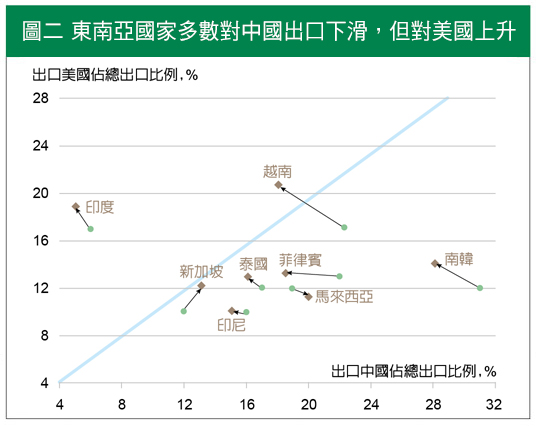 圖二 東南亞國家多數對中國出口下滑，但對美國上升
出口美國佔總出口比例,%
28
24
20
16
12
8
4
越南
印度
新加坡
泰國
菲律賓
南韓
馬來西亞
印尼
出口中國佔總出口比例,%
4
8
12
16
20
24
28
32